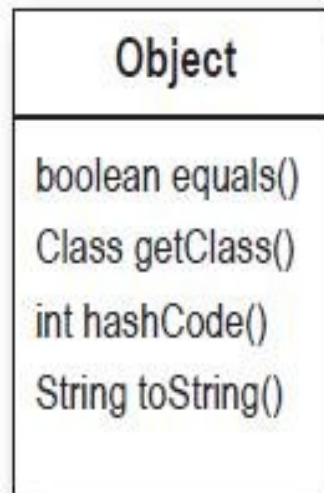 Object
boolean equals()
Class getClass()
int hashCode()
String toString()